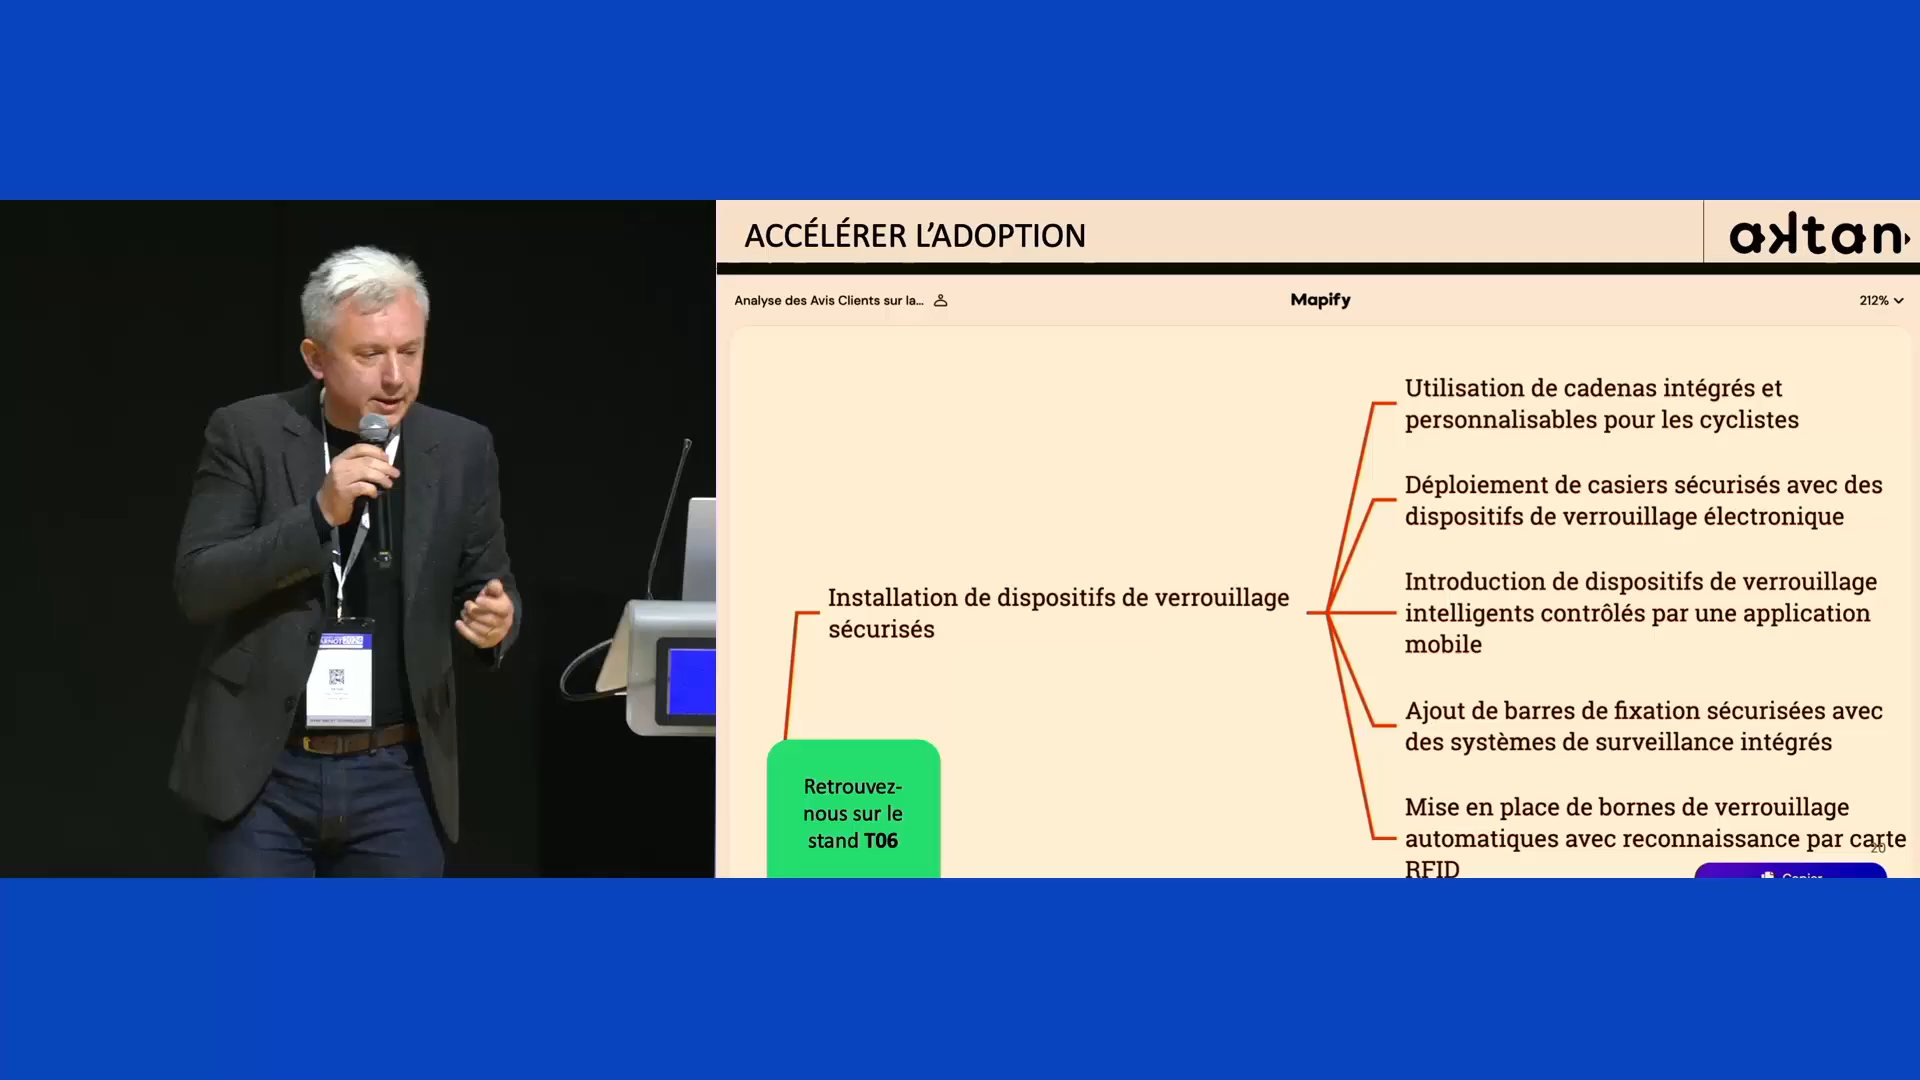 ACCÉLÉRER L'ADOPTION
aktan
Analyse des Avis Clients sur la...
Mapify
212%
Utilisation de cadenas intégrés et
personnalisables pour les cyclistes
Déploiement de casiers sécurisés avec des
dispositifs de verrouillage électronique
Installation de dispositifs de verrouillage
sécurisés
Introduction de dispositifs de verrouillage
intelligents contrôlés par une application
mobile
Ajout de barres de fixation sécurisées avec
des systèmes de surveillance intégrés
Mise en place de bornes de verrouillage
automatiques avec reconnaissance par carte
RFID
Retrouvez-
nous sur le
stand T06
20
Copier